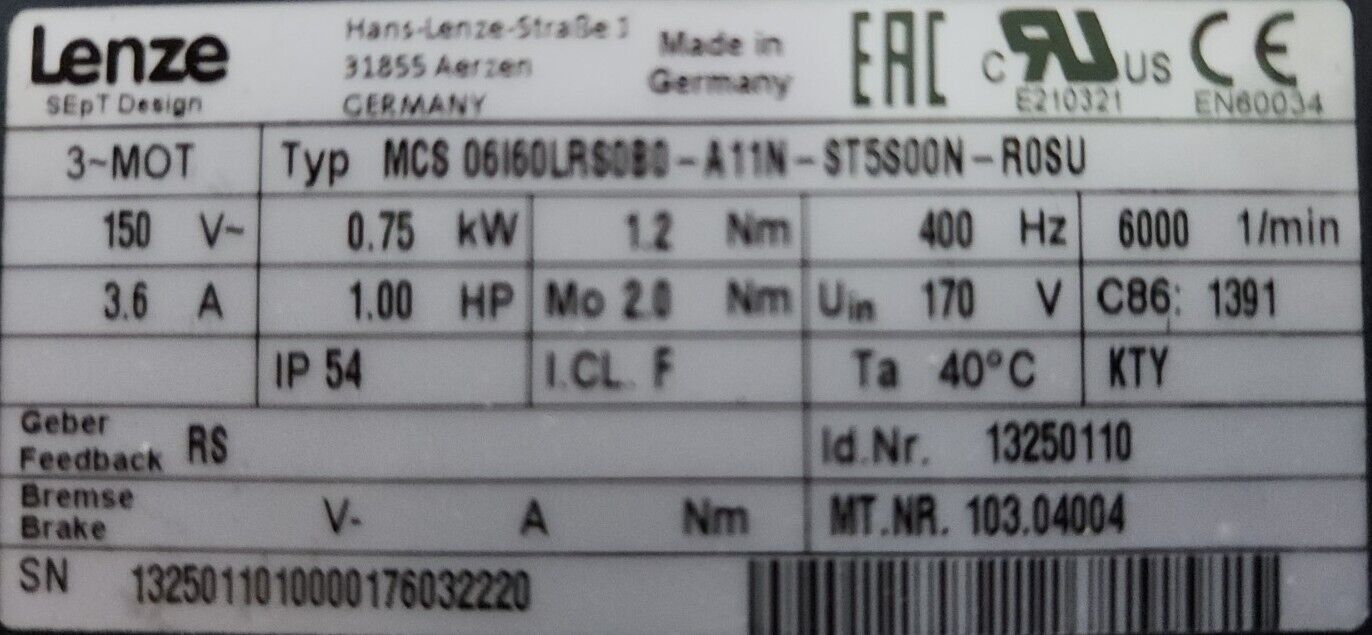 Lenze
SEpT Design
Hans-Lenze-Straße 1
31855 Aerzen
GERMANY
Made in
Germany
EAC
c RU US
E210321
CE
EN60034
3~MOT Typ MCS 06I60LRS0B0-A11N-ST5S00N-R0SU
150 V~ 0.75 kW 1.2 Nm 400 Hz 6000 1/min
3.6 A 1.00 HP Mo 2.0 Nm Uin 170 V C86: 1391
IP 54 I.CL. F Ta 40°C KTY
Geber
Feedback RS Id.Nr. 13250110
Bremse
Brake V- A Nm MT.NR. 103.04004
SN 1325011010000176032220